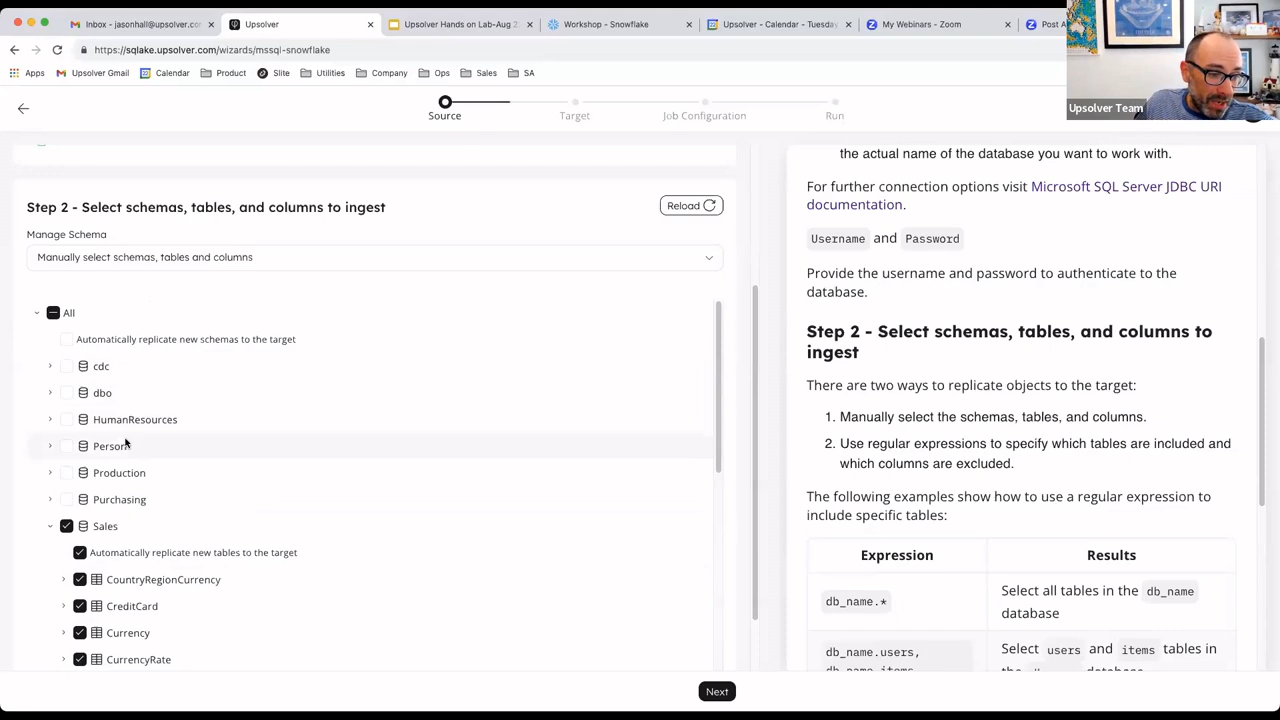 Inbox - jasonhall@upsolver.co
Upsolver
Upsolver Hands on Lab-Aug 2
Workshop - Snowflake
Upsolver - Calendar - Tuesday
My Webinars - Zoom
Post A
https://sqlake.upsolver.com/wizards/mssql-snowflake
Apps
Upsolver Gmail
Calendar
Product
Slite
Utilities
Company
Ops
Sales
SA
Upsolver Team
Source
Target
Job Configuration
Run
Step 2 - Select schemas, tables, and columns to ingest
Reload
Manage Schema
Manually select schemas, tables and columns
All
Automatically replicate new schemas to the target
cdc
dbo
HumanResources
Person
Production
Purchasing
Sales
Automatically replicate new tables to the target
CountryRegionCurrency
CreditCard
Currency
CurrencyRate
Next
the actual name of the database you want to work with.
For further connection options visit Microsoft SQL Server JDBC URI
documentation.
Username and Password
Provide the username and password to authenticate to the
database.
Step 2 - Select schemas, tables, and columns to
ingest
There are two ways to replicate objects to the target:
1. Manually select the schemas, tables, and columns.
2. Use regular expressions to specify which tables are included and
which columns are excluded.
The following examples show how to use a regular expression to
include specific tables:
Expression
Results
db_name.*
Select all tables in the db_name
database
db_name.users,
Select users and items tables in